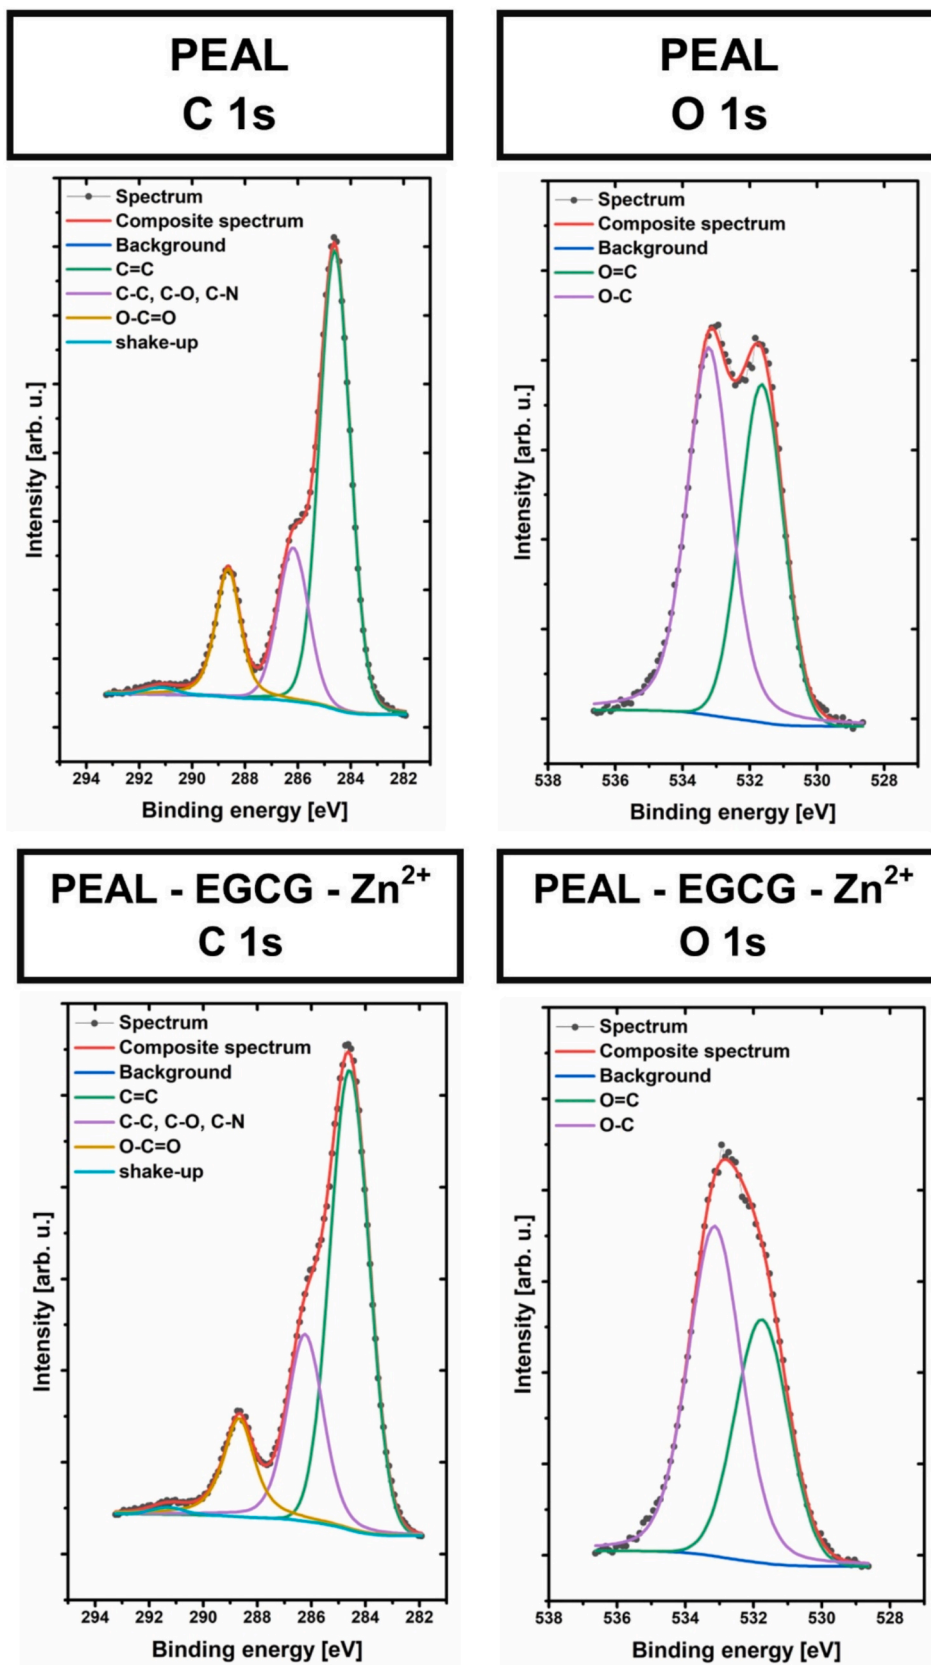 PEAL
C 1s
PEAL
O 1s
Spectrum
Composite spectrum
Background
C=C
C-C, C-O, C-N
O-C=O
shake-up
Intensity [arb. u.]
294 292 290 288 286 284 282
Binding energy [eV]
Spectrum
Composite spectrum
Background
O=C
O-C
Intensity [arb. u.]
538 536 534 532 530 528
Binding energy [eV]
PEAL - EGCG - Zn²⁺
C 1s
PEAL - EGCG - Zn²⁺
O 1s
Spectrum
Composite spectrum
Background
C=C
C-C, C-O, C-N
O-C=O
shake-up
Intensity [arb. u.]
294 292 290 288 286 284 282
Binding energy [eV]
Spectrum
Composite spectrum
Background
O=C
O-C
Intensity [arb. u.]
538 536 534 532 530 528
Binding energy [eV]